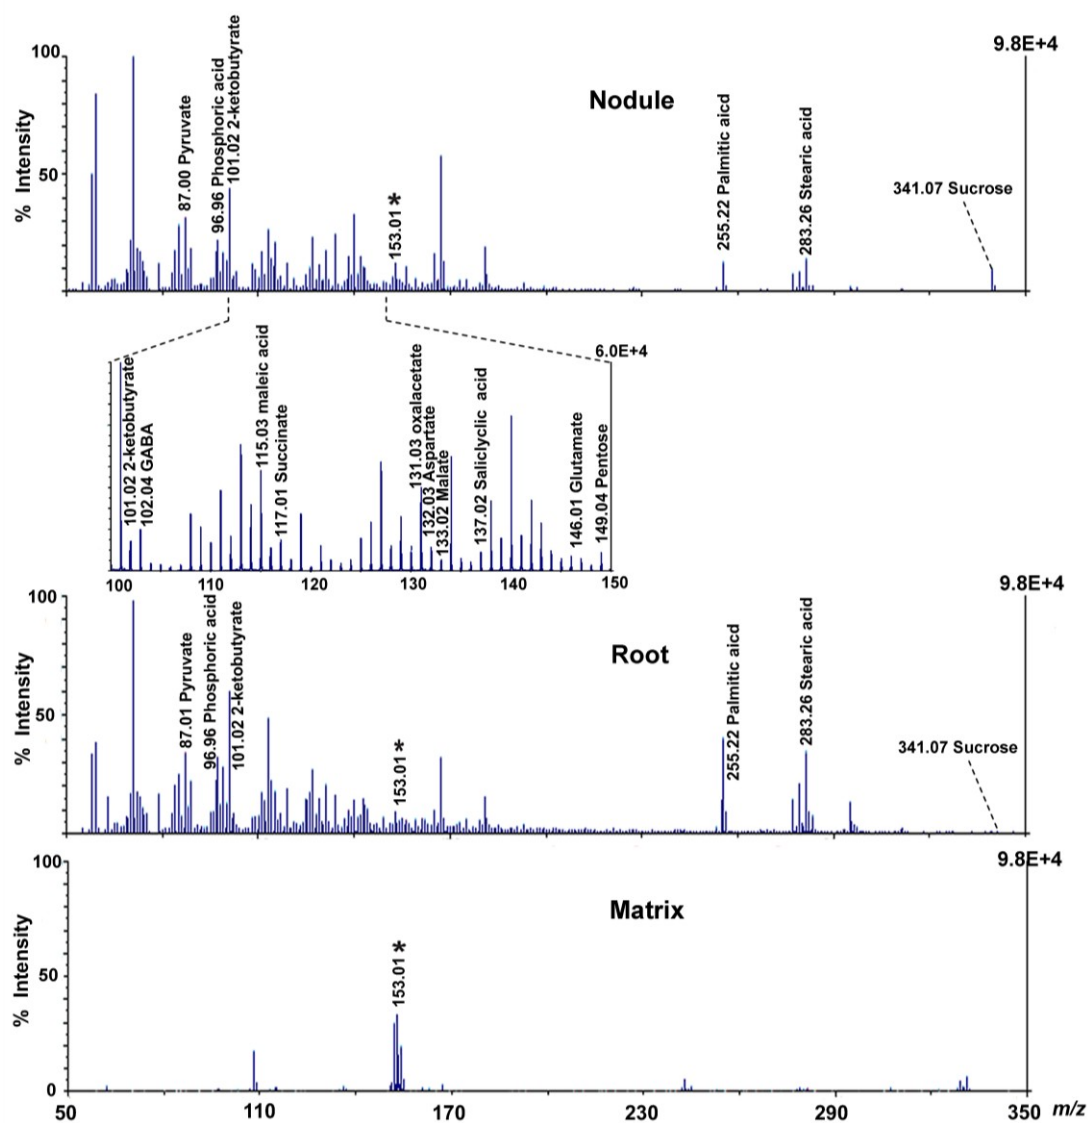 9.8E+4
100
Nodule
% Intensity
50
87.00 Pyruvate
96.96 Phosphoric acid
101.02 2-ketobutyrate
153.01 *
255.22 Palmitic aicd
283.26 Stearic acid
341.07 Sucrose
6.0E+4
101.02 2-ketobutyrate
102.04 GABA
115.03 maleic acid
117.01 Succinate
131.03 oxalacetate
132.03 Aspartate
133.02 Malate
137.02 Saliclyclic acid
146.01 Glutamate
149.04 Pentose
100 110 120 130 140 150
9.8E+4
100
Root
% Intensity
50
87.01 Pyruvate
96.96 Phosphoric acid
101.02 2-ketobutyrate
153.01 *
255.22 Palmitic aicd
283.26 Stearic acid
341.07 Sucrose
9.8E+4
100
Matrix
% Intensity
50
153.01 *
0
50 110 170 230 290 350 m/z